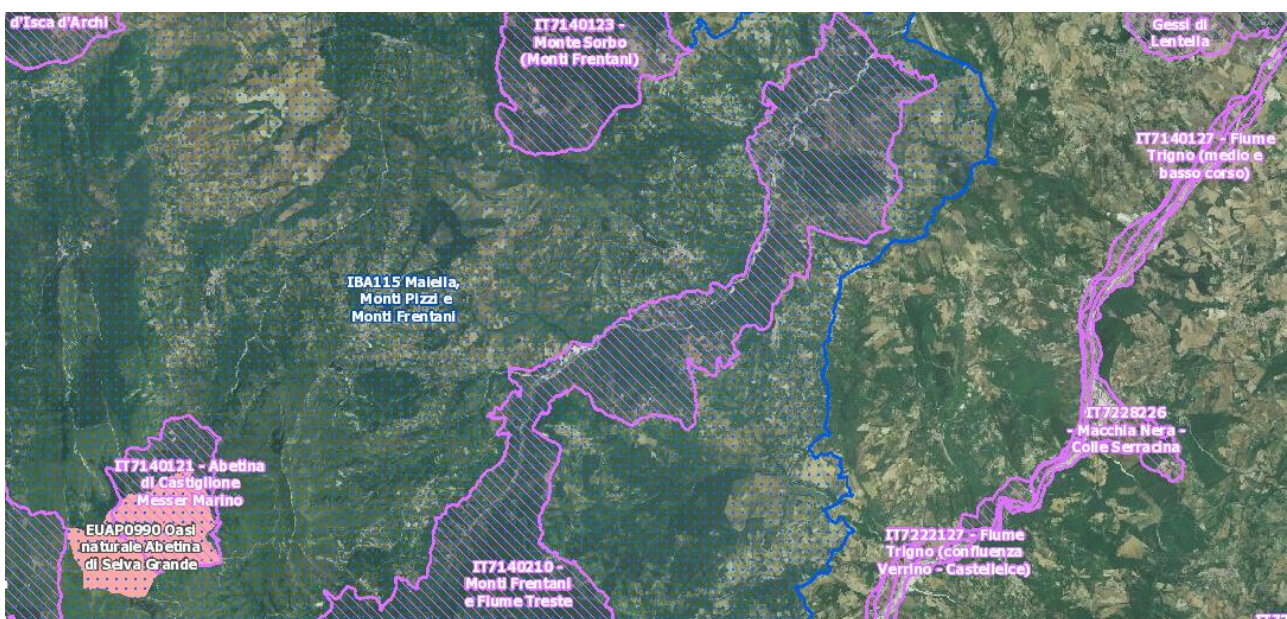 d'Isca d'Archi
IT7140123 -
Monte Sorbo
(Monti Frentani)
Gessi di
Lentella
IT7140127 - Fiume
Trigno (medio e
basso corso)
IBA115 Maiella,
Monti Pizzi e
Monti Frentani
IT7228226
- Macchia Nera -
Colle Serracina
IT7140121 - Abetina
di Castiglione
Messer Marino
EUAP0990 Oasi
naturale Abetina
di Selva Grande
IT7222127 - Fiume
Trigno (confluenza
Verrino - Castellelce)
IT7140210 -
Monti Frentani
e Fiume Treste